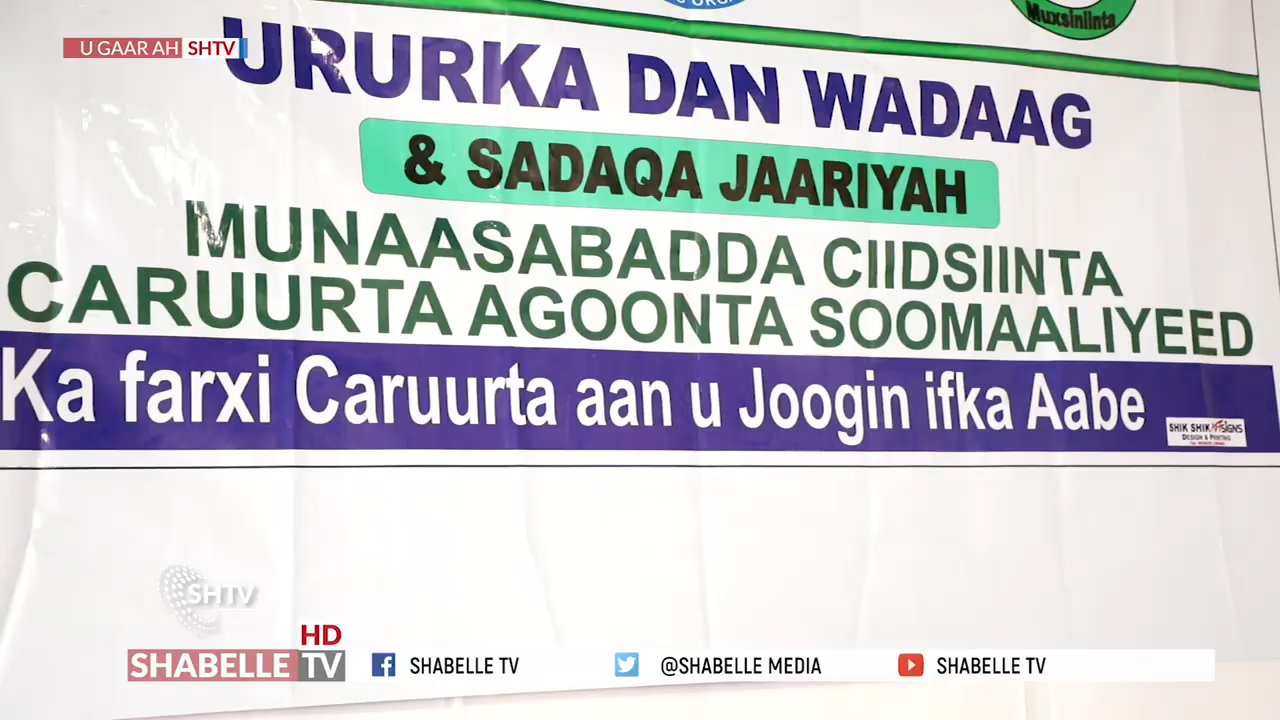 U GAAR AH SHTV
Muxsiniinta
URURKA DAN WADAAG
& SADAQA JAARIYAH
MUNAASABADDA CIIDSIINTA
CARUURTA AGOONTA SOOMAALIYEED
Ka farxi Caruurta aan u Joogin ifka Aabe
SHIK SHIK SIGNS
SHTV
HD
SHABELLE TV
SHABELLE TV
@SHABELLE MEDIA
SHABELLE TV